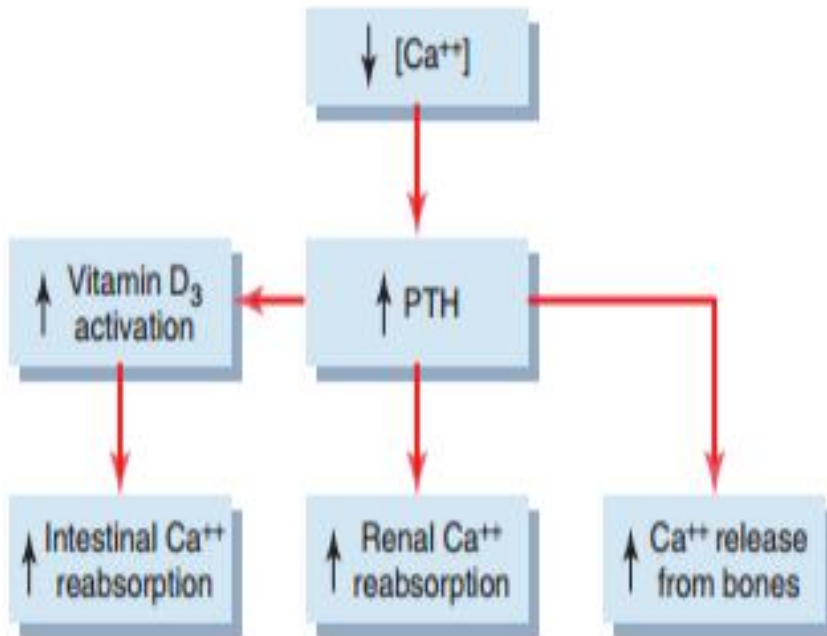 ↓ [Ca⁺⁺]
↑ Vitamin D₃
activation
↑ PTH
↑ Intestinal Ca⁺⁺
reabsorption
↑ Renal Ca⁺⁺
reabsorption
↑ Ca⁺⁺ release
from bones